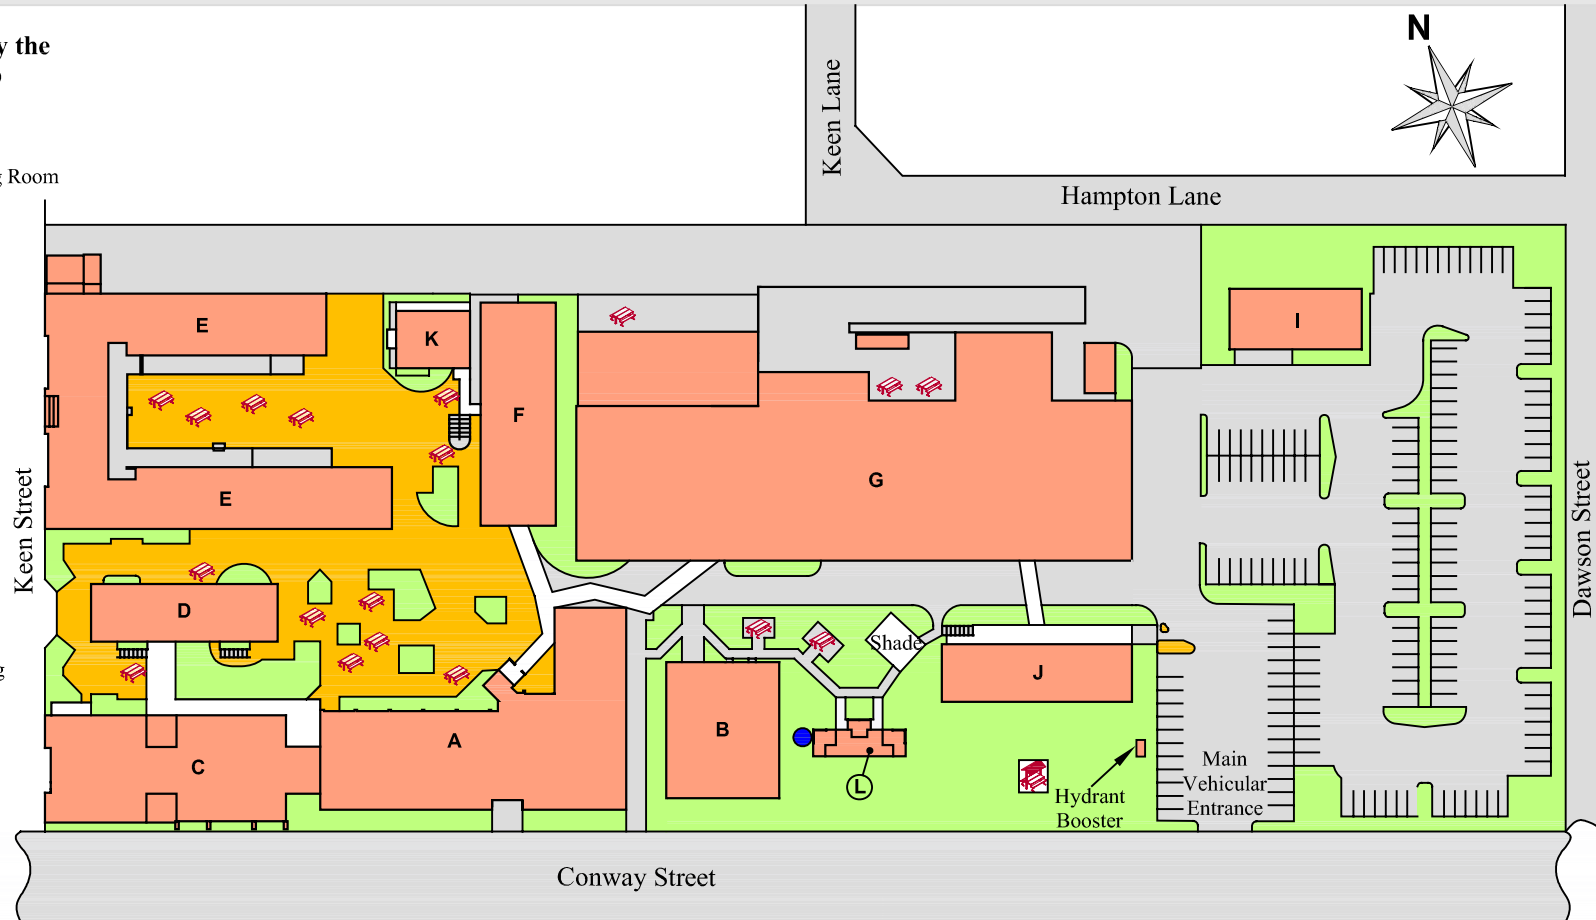 y the
g Room
N
Keen Lane
Hampton Lane
I
E
K
F
G
E
Keen Street
Dawson Street
D
Shade
J
A
B
C
L
Main
Vehicular
Entrance
Hydrant
Booster
Conway Street